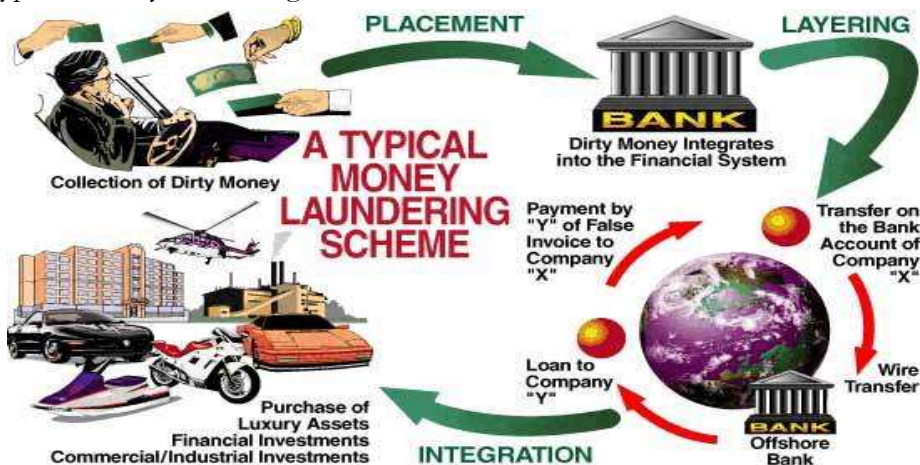 PLACEMENT
LAYERING
BANK
Dirty Money Integrates
into the Financial System
Collection of Dirty Money
A TYPICAL
MONEY
LAUNDERING
SCHEME
Payment by
"Y" of False
Invoice to
Company
"X"
Transfer on
the Bank
Account of
Company
"X"
Loan to
Company
"Y"
Wire
Transfer
BANK
Offshore
Bank
Purchase of
Luxury Assets
Financial Investments
Commercial/Industrial Investments
INTEGRATION